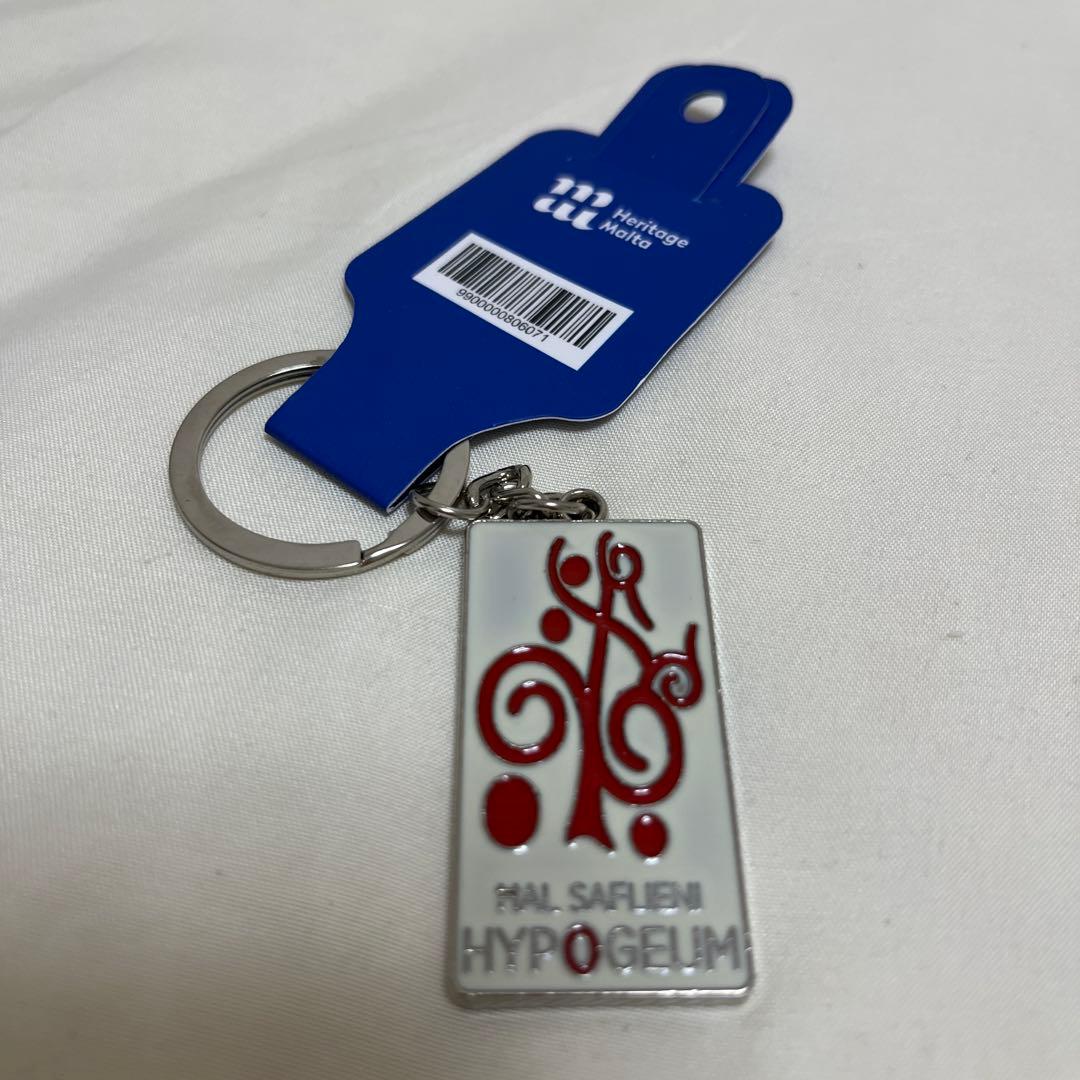 Heritage
Malta
9900000806071
HAL SAFLIENI
HYPOGEUM